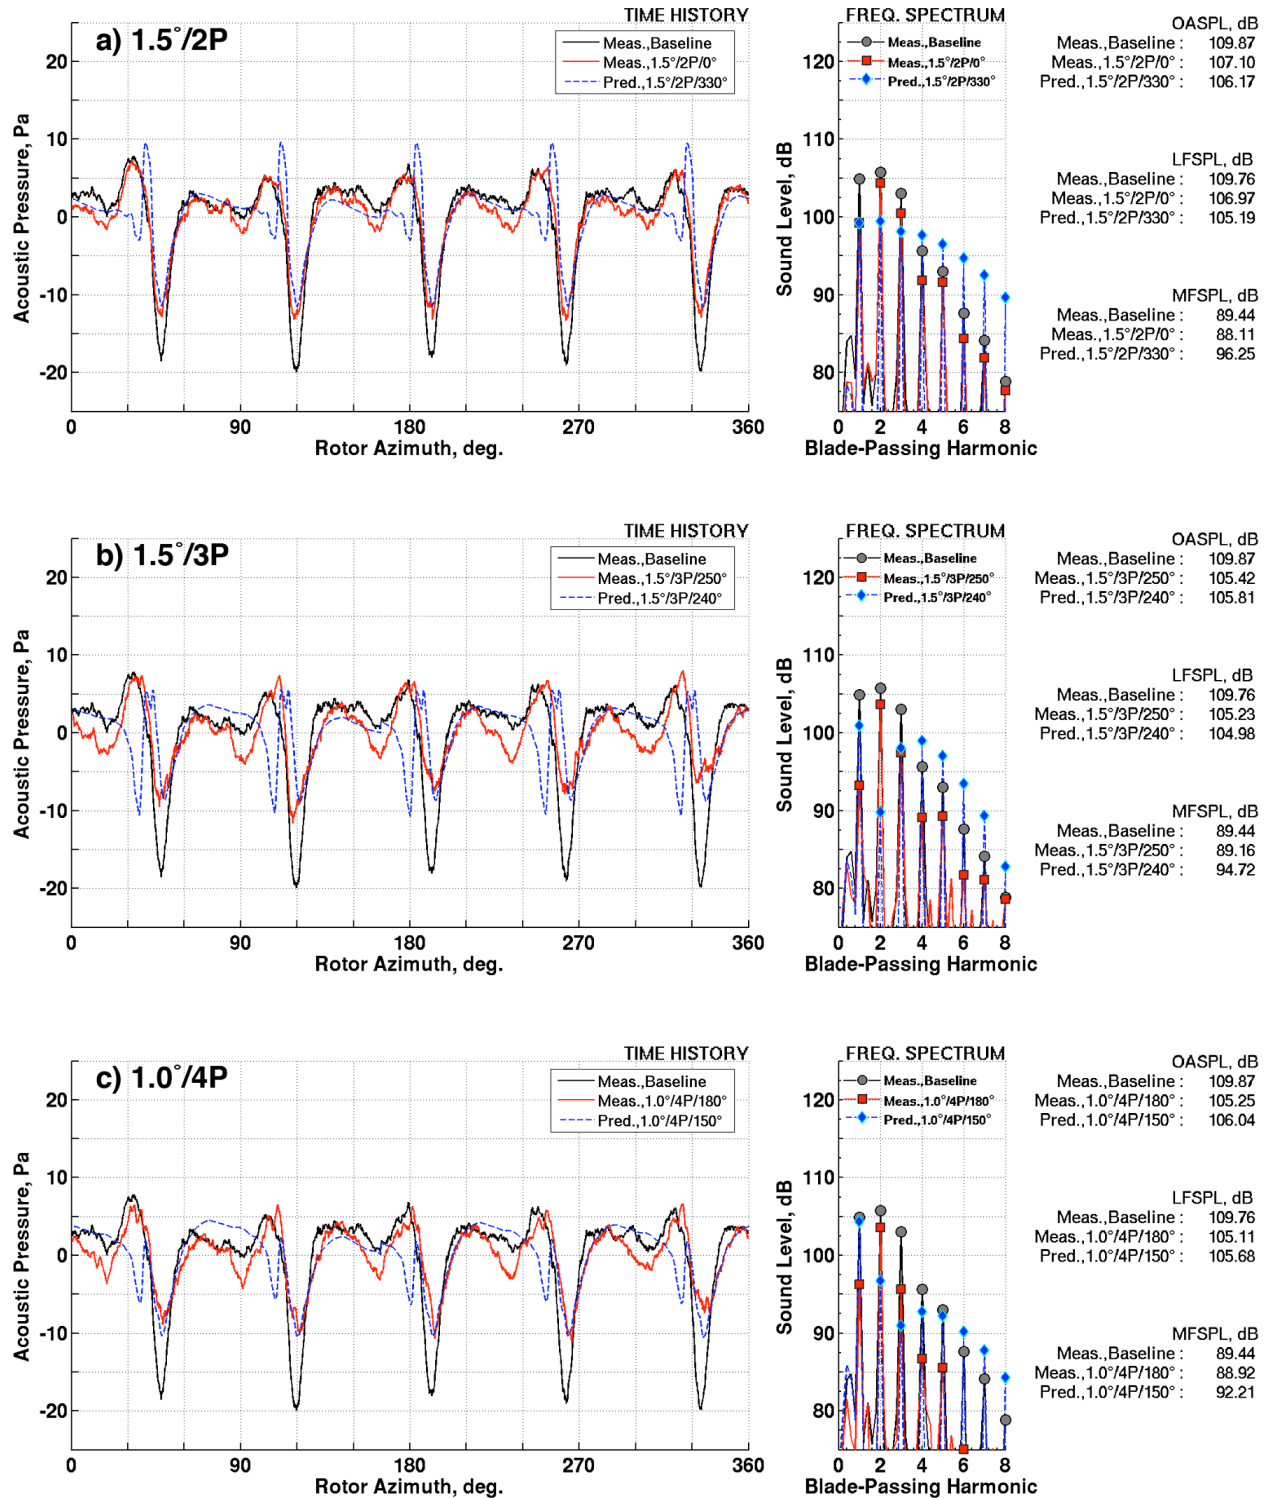 TIME HISTORY
a) 1.5°/2P
Meas.,Baseline
Meas.,1.5°/2P/0°
Pred.,1.5°/2P/330°
20
10
0
-10
-20
Acoustic Pressure, Pa
0 90 180 270 360
Rotor Azimuth, deg.
FREQ. SPECTRUM
Meas.,Baseline
Meas.,1.5°/2P/0°
Pred.,1.5°/2P/330°
120
110
100
90
80
Sound Level, dB
0 2 4 6 8
Blade-Passing Harmonic
OASPL, dB
Meas.,Baseline : 109.87
Meas.,1.5°/2P/0° : 107.10
Pred.,1.5°/2P/330° : 106.17
LFSPL, dB
Meas.,Baseline : 109.76
Meas.,1.5°/2P/0° : 106.97
Pred.,1.5°/2P/330° : 105.19
MFSPL, dB
Meas.,Baseline : 89.44
Meas.,1.5°/2P/0° : 88.11
Pred.,1.5°/2P/330° : 96.25
TIME HISTORY
b) 1.5°/3P
Meas.,Baseline
Meas.,1.5°/3P/250°
Pred.,1.5°/3P/240°
20
10
0
-10
-20
Acoustic Pressure, Pa
0 90 180 270 360
Rotor Azimuth, deg.
FREQ. SPECTRUM
Meas.,Baseline
Meas.,1.5°/3P/250°
Pred.,1.5°/3P/240°
120
110
100
90
80
Sound Level, dB
0 2 4 6 8
Blade-Passing Harmonic
OASPL, dB
Meas.,Baseline : 109.87
Meas.,1.5°/3P/250° : 105.42
Pred.,1.5°/3P/240° : 105.81
LFSPL, dB
Meas.,Baseline : 109.76
Meas.,1.5°/3P/250° : 105.23
Pred.,1.5°/3P/240° : 104.98
MFSPL, dB
Meas.,Baseline : 89.44
Meas.,1.5°/3P/250° : 89.16
Pred.,1.5°/3P/240° : 94.72
TIME HISTORY
c) 1.0°/4P
Meas.,Baseline
Meas.,1.0°/4P/180°
Pred.,1.0°/4P/150°
20
10
0
-10
-20
Acoustic Pressure, Pa
0 90 180 270 360
Rotor Azimuth, deg.
FREQ. SPECTRUM
Meas.,Baseline
Meas.,1.0°/4P/180°
Pred.,1.0°/4P/150°
120
110
100
90
80
Sound Level, dB
0 2 4 6 8
Blade-Passing Harmonic
OASPL, dB
Meas.,Baseline : 109.87
Meas.,1.0°/4P/180° : 105.25
Pred.,1.0°/4P/150° : 106.04
LFSPL, dB
Meas.,Baseline : 109.76
Meas.,1.0°/4P/180° : 105.11
Pred.,1.0°/4P/150° : 105.68
MFSPL, dB
Meas.,Baseline : 89.44
Meas.,1.0°/4P/180° : 88.92
Pred.,1.0°/4P/150° : 92.21